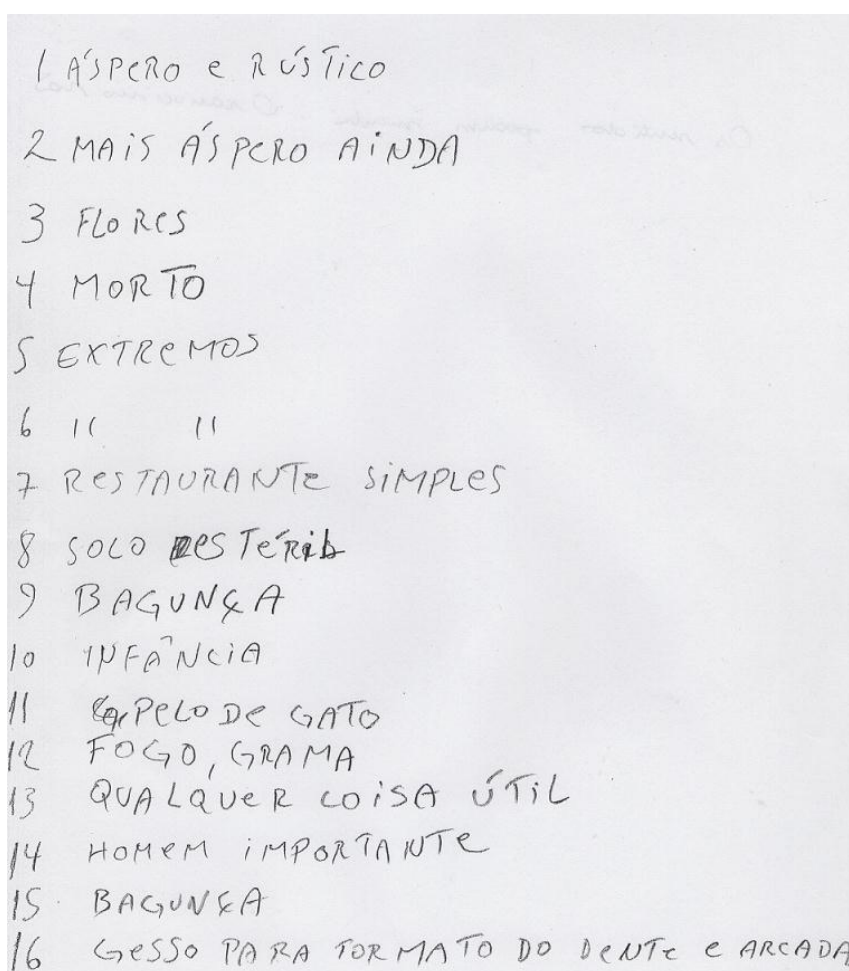 1 ÁSPERO e RÚSTICO
2 MAIS ÁSPERO AINDA
3 FLORES
4 MORTO
5 EXTREMOS
6 " "
7 RESTAURANTE SIMPLES
8 SOLO
9 BAGUNÇA
10 INFÂNCIA
11 PELO DE GATO
12 FOGO, GRAMA
13 QUALQUER COISA ÚTIL
14 HOMEM IMPORTANTE
15 BAGUNÇA
16 GESSO PARA FORMATO DO DENTE e ARCADA